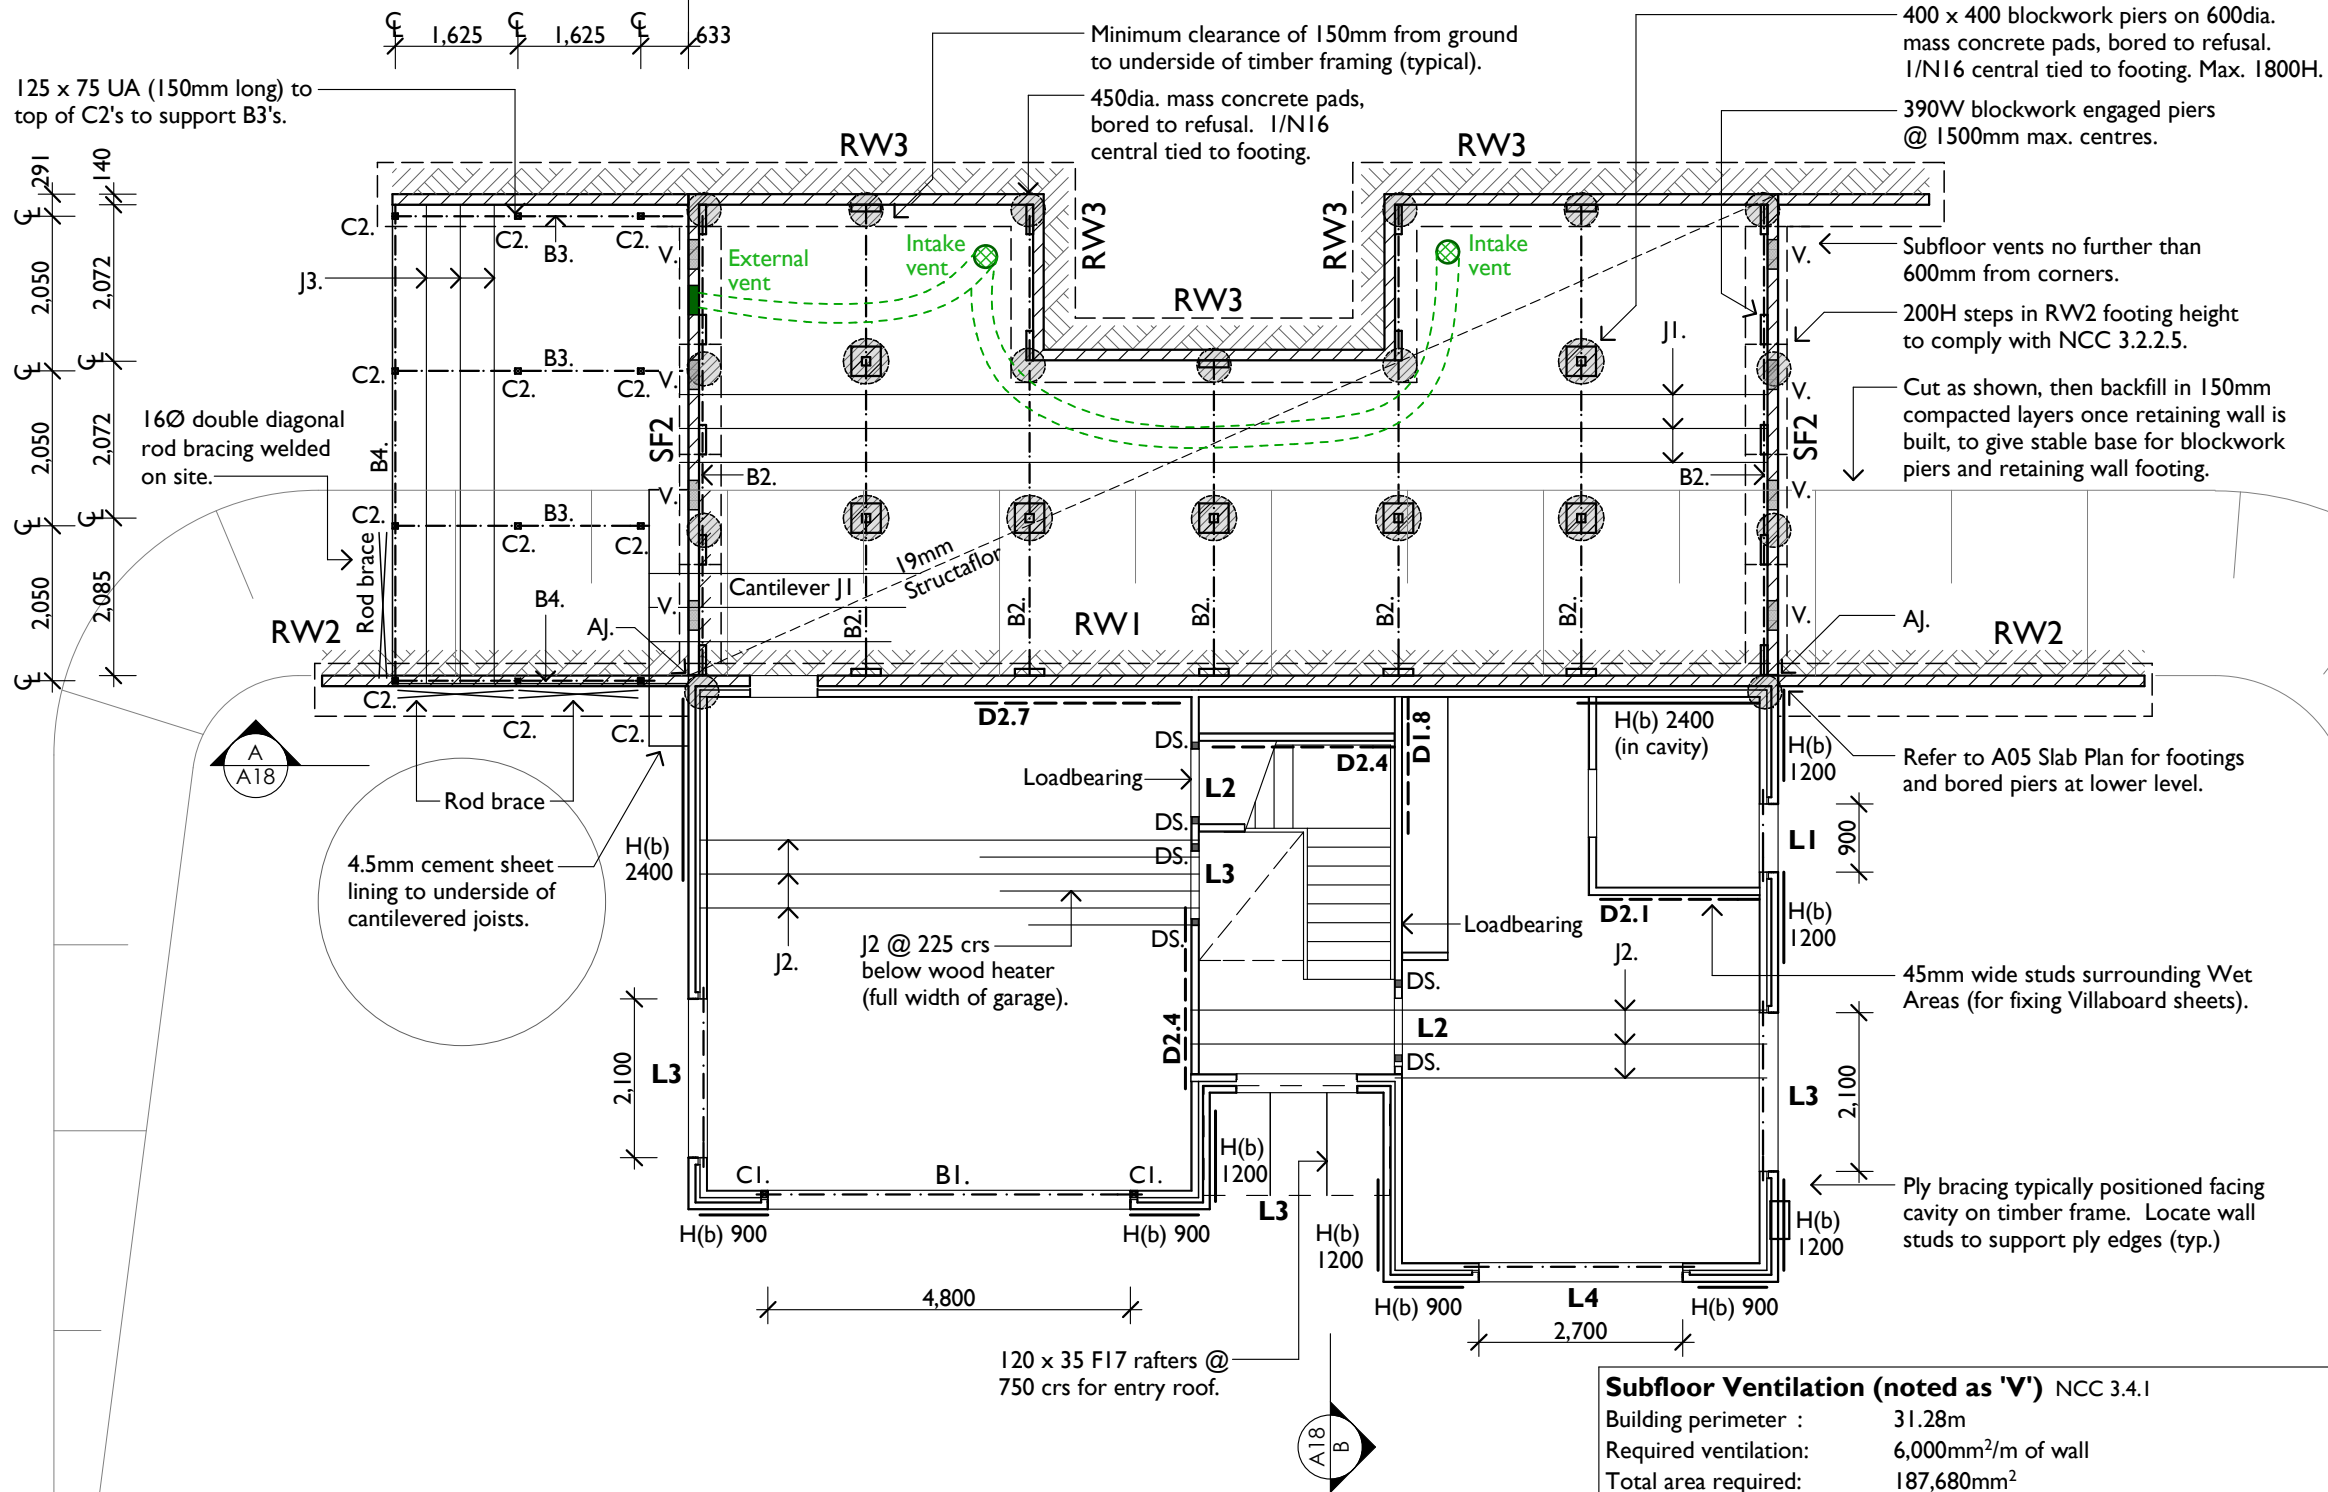 1,625
1,625
633
125 x 75 UA (150mm long) to
top of C2's to support B3's.
Minimum clearance of 150mm from ground
to underside of timber framing (typical).
450dia. mass concrete pads,
bored to refusal. 1/N16
central tied to footing.
400 x 400 blockwork piers on 600dia.
mass concrete pads, bored to refusal.
1/N16 central tied to footing. Max. 1800H.
390W blockwork engaged piers
@ 1500mm max. centres.
RW3
RW3
291
140
2,050
2,072
2,050
2,072
2,050
2,085
C2.
C2.
C2.
B3.
J3.
V.
External
vent
Intake
vent
RW3
RW3
RW3
Intake
vent
V.
Subfloor vents no further than
600mm from corners.
200H steps in RW2 footing height
to comply with NCC 3.2.2.5.
J1.
C2.
B3.
C2.
C2.
V.
V.
Cut as shown, then backfill in 150mm
compacted layers once retaining wall is
built, to give stable base for blockwork
piers and retaining wall footing.
16Ø double diagonal
rod bracing welded
on site.
B4.
SF2
B2.
B2.
SF2
V.
V.
C2.
B3.
C2.
C2.
19mm
Structaflor
Rod brace
Cantilever J1
B4.
V.
V.
B2.
B2.
B2.
B2.
B2.
RW2
AJ.
RW1
AJ.
RW2
C2.
C2.
C2.
A
A18
D2.7
DS.
D2.4
D1.8
H(b) 2400
(in cavity)
H(b)
1200
Refer to A05 Slab Plan for footings
and bored piers at lower level.
Rod brace
Loadbearing
L2
DS.
L1
900
4.5mm cement sheet
lining to underside of
cantilevered joists.
H(b)
2400
DS.
L3
D2.1
H(b)
1200
Loadbearing
J2.
J2 @ 225 crs
below wood heater
(full width of garage).
DS.
J2.
DS.
45mm wide studs surrounding Wet
Areas (for fixing Villaboard sheets).
D2.4
L2
DS.
2,100
L3
L3
2,100
H(b)
1200
C1.
B1.
C1.
L3
Ply bracing typically positioned facing
cavity on timber frame. Locate wall
studs to support ply edges (typ.)
H(b) 900
H(b) 900
H(b)
1200
H(b)
1200
4,800
H(b) 900
L4
H(b) 900
2,700
120 x 35 F17 rafters @
750 crs for entry roof.
A18
B
Subfloor Ventilation (noted as 'V') NCC 3.4.1
Building perimeter : 31.28m
Required ventilation: 6,000mm²/m of wall
Total area required: 187,680mm²